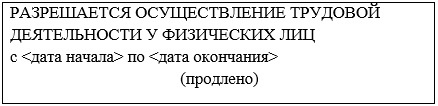 РАЗРЕШАЕТСЯ ОСУЩЕСТВЛЕНИЕ ТРУДОВОЙ
ДЕЯТЕЛЬНОСТИ У ФИЗИЧЕСКИХ ЛИЦ
с <дата начала> по <дата окончания>
(продлено)